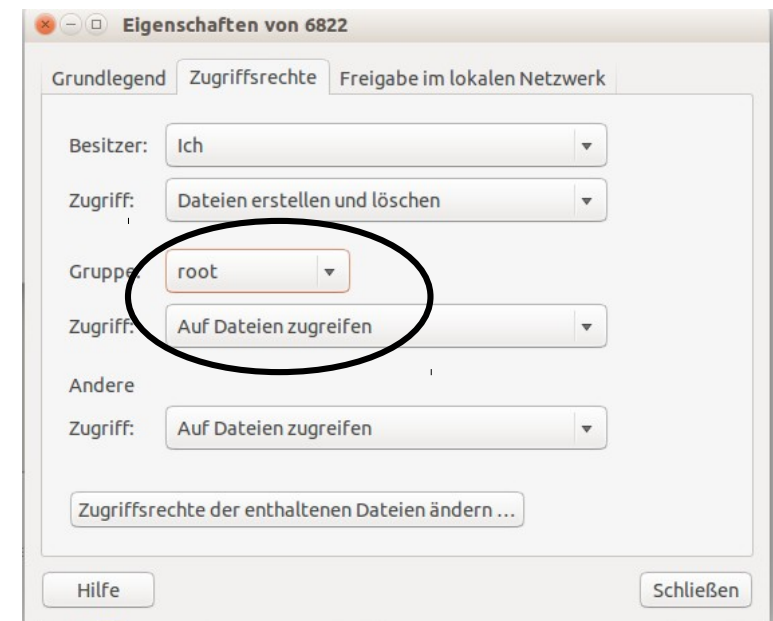 Eigenschaften von 6822
Grundlegend Zugriffsrechte Freigabe im lokalen Netzwerk
Besitzer: Ich
Zugriff: Dateien erstellen und löschen
Gruppe: root
Zugriff: Auf Dateien zugreifen
Andere
Zugriff: Auf Dateien zugreifen
Zugriffsrechte der enthaltenen Dateien ändern ...
Hilfe Schließen